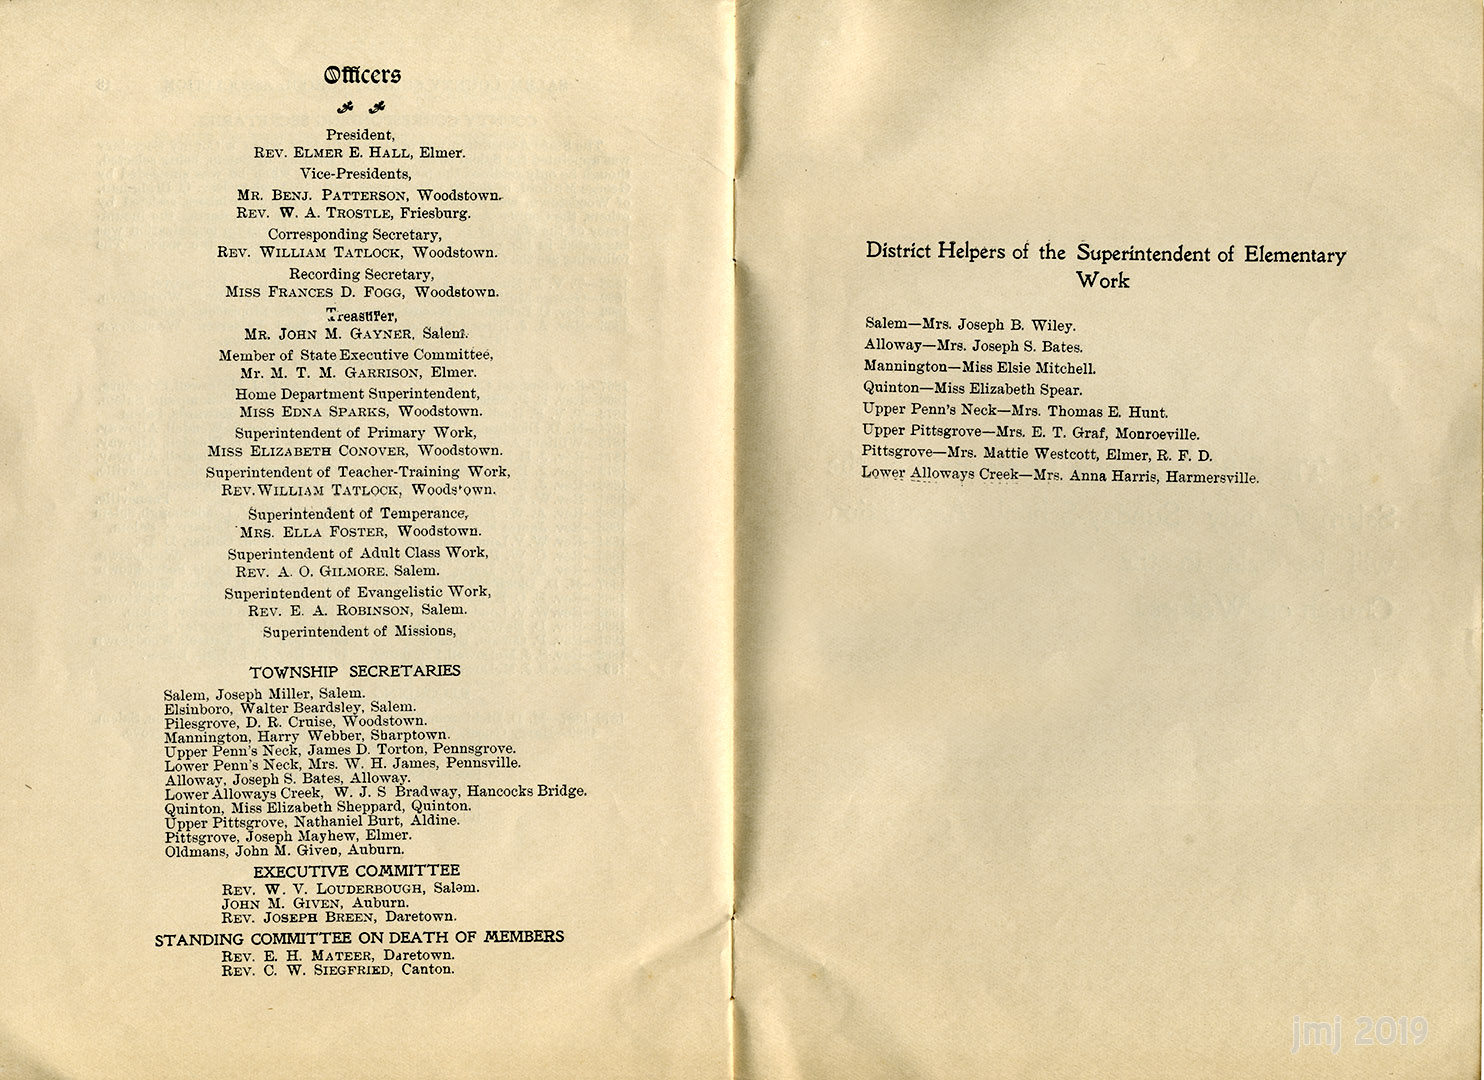 Officers
President,
REV. ELMER E. HALL, Elmer.
Vice-Presidents,
MR. BENJ. PATTERSON, Woodstown.
REV. W. A. TROSTLE, Friesburg.
Corresponding Secretary,
REV. WILLIAM TATLOCK, Woodstown.
Recording Secretary,
MISS FRANCES D. FOGG, Woodstown.
Treasurer,
MR. JOHN M. GAYNER, Salem.
Member of State Executive Committee,
Mr. M. T. M. GARRISON, Elmer.
Home Department Superintendent,
MISS EDNA SPARKS, Woodstown.
Superintendent of Primary Work,
MISS ELIZABETH CONOVER, Woodstown.
Superintendent of Teacher-Training Work,
REV. WILLIAM TATLOCK, Woodstown.
Superintendent of Temperance,
MRS. ELLA FOSTER, Woodstown.
Superintendent of Adult Class Work,
REV. A. O. GILMORE. Salem.
Superintendent of Evangelistic Work,
REV. E. A. ROBINSON, Salem.
Superintendent of Missions,
TOWNSHIP SECRETARIES
Salem, Joseph Miller, Salem.
Elsinboro, Walter Beardsley, Salem.
Pilesgrove, D. R. Cruise, Woodstown.
Mannington, Harry Webber, Sharptown.
Upper Penn's Neck, James D. Torton, Pennsgrove.
Lower Penn's Neck, Mrs. W. H. James, Pennsville.
Alloway, Joseph S. Bates, Alloway.
Lower Alloways Creek, W. J. S Bradway, Hancocks Bridge.
Quinton, Miss Elizabeth Sheppard, Quinton.
Upper Pittsgrove, Nathaniel Burt, Aldine.
Pittsgrove, Joseph Mayhew, Elmer.
Oldmans, John M. Given, Auburn.
EXECUTIVE COMMITTEE
REV. W. V. LOUDERBOUGH, Salem.
JOHN M. GIVEN, Auburn.
REV. JOSEPH BREEN, Daretown.
STANDING COMMITTEE ON DEATH OF MEMBERS
REV. E. H. MATEER, Daretown.
REV. C. W. SIEGFRIED, Canton.
District Helpers of the Superintendent of Elementary
Work
Salem—Mrs. Joseph B. Wiley.
Alloway—Mrs. Joseph S. Bates.
Mannington—Miss Elsie Mitchell.
Quinton—Miss Elizabeth Spear.
Upper Penn's Neck—Mrs. Thomas E. Hunt.
Upper Pittsgrove—Mrs. E. T. Graf, Monroeville.
Pittsgrove—Mrs. Mattie Westcott, Elmer, R. F. D.
Lower Alloways Creek—Mrs. Anna Harris, Harmersville.
jmj 2019